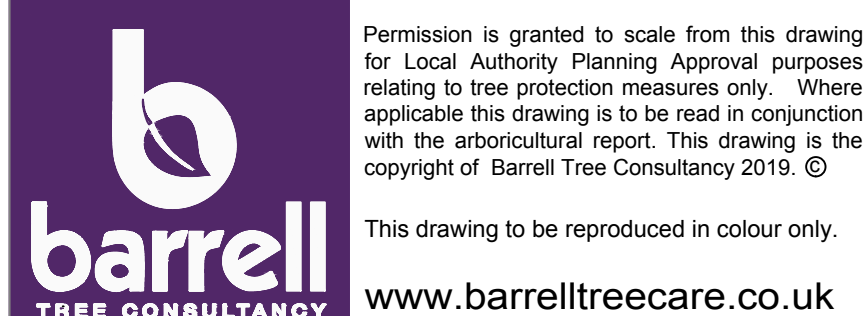 barrell
TREE CONSULTANCY
Permission is granted to scale from this drawing
for Local Authority Planning Approval purposes
relating to tree protection measures only. Where
applicable this drawing is to be read in conjunction
with the arboricultural report. This drawing is the
copyright of Barrell Tree Consultancy 2019. ©
This drawing to be reproduced in colour only.
www.barrelltreecare.co.uk